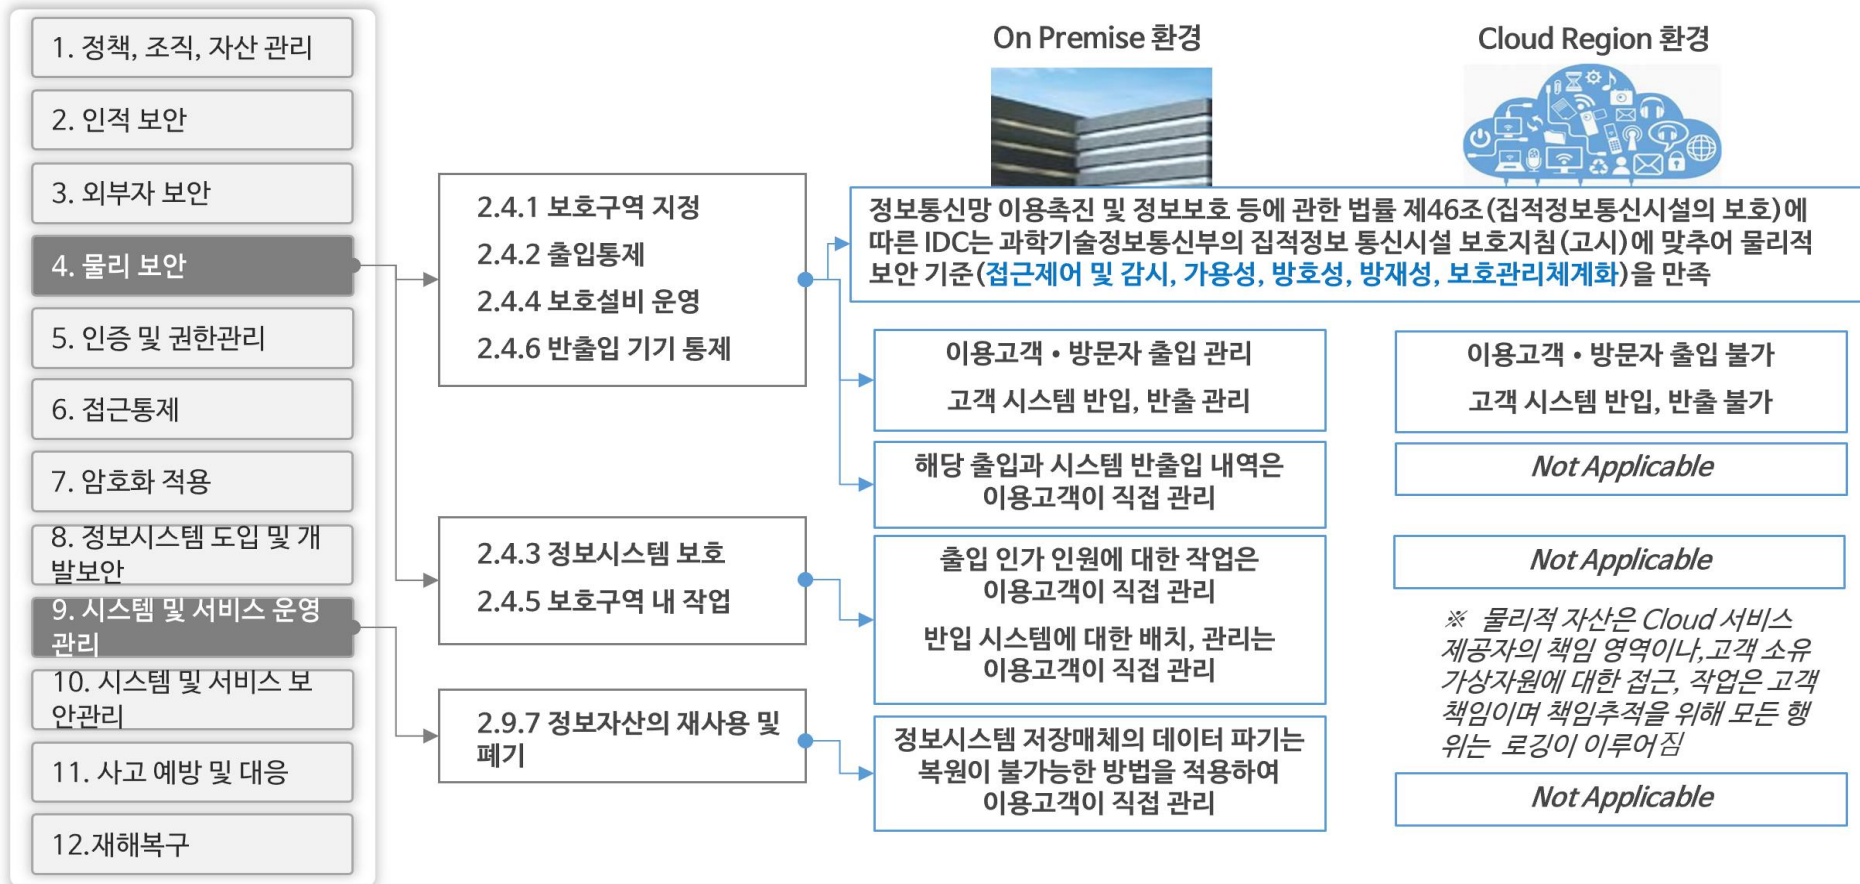 1. 정책, 조직, 자산 관리
2. 인적 보안
3. 외부자 보안
4. 물리 보안
5. 인증 및 권한관리
6. 접근통제
7. 암호화 적용
8. 정보시스템 도입 및 개
발보안
9. 시스템 및 서비스 운영
관리
10. 시스템 및 서비스 보
안관리
11. 사고 예방 및 대응
12.재해복구
2.4.1 보호구역 지정
2.4.2 출입통제
2.4.4 보호설비 운영
2.4.6 반출입 기기 통제
2.4.3 정보시스템 보호
2.4.5 보호구역 내 작업
2.9.7 정보자산의 재사용 및
폐기
On Premise 환경
Cloud Region 환경
정보통신망 이용촉진 및 정보보호 등에 관한 법률 제46조(집적정보통신시설의 보호)에
따른 IDC는 과학기술정보통신부의 집적정보 통신시설 보호지침(고시)에 맞추어 물리적
보안 기준(접근제어 및 감시, 가용성, 방호성, 방재성, 보호관리체계화)을 만족
이용고객 • 방문자 출입 관리
고객 시스템 반입, 반출 관리
이용고객 • 방문자 출입 불가
고객 시스템 반입, 반출 불가
해당 출입과 시스템 반출입 내역은
이용고객이 직접 관리
Not Applicable
출입 인가 인원에 대한 작업은
이용고객이 직접 관리
반입 시스템에 대한 배치, 관리는
이용고객이 직접 관리
Not Applicable
※ 물리적 자산은 Cloud 서비스
제공자의 책임 영역이나,고객 소유
가상자원에 대한 접근, 작업은 고객
책임이며 책임추적을 위해 모든 행
위는 로깅이 이루어짐
정보시스템 저장매체의 데이터 파기는
복원이 불가능한 방법을 적용하여
이용고객이 직접 관리
Not Applicable